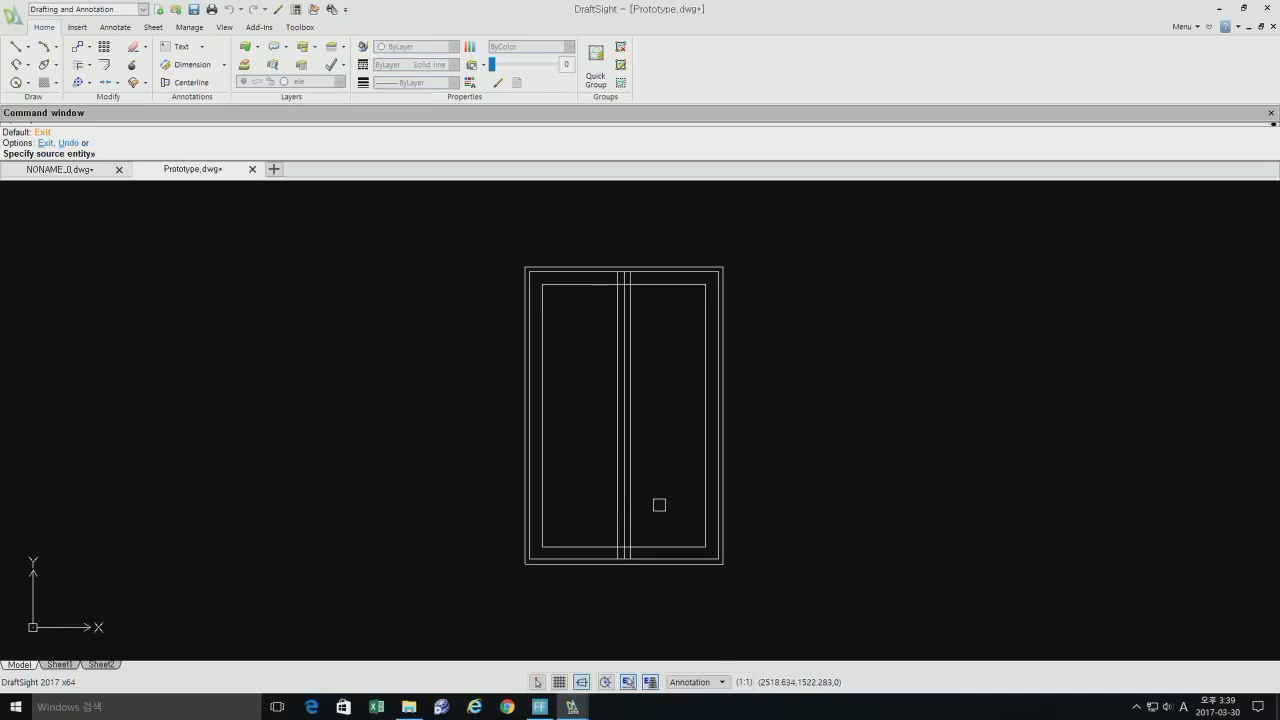 Drafting and Annotation
DraftSight - [Prototype.dwg*]
Home Insert Annotate Sheet Manage View Add-Ins Toolbox
Menu
Text
ByLayer
ByColor
Dimension
ByLayer Solid line
0
Quick
Groups
Centerline
ele
ByLayer
Draw Modify Annotations Layers Properties Groups
Command window
Default: Exit
Options: Exit, Undo or
Specify source entity»
NONAME_0.dwg* Prototype.dwg*
Y
X
Model Sheet1 Sheet2
DraftSight 2017 x64
Annotation
(1:1) (2518.634,1522.283,0)
Windows 검색
A
오후 3:39
2017-03-30